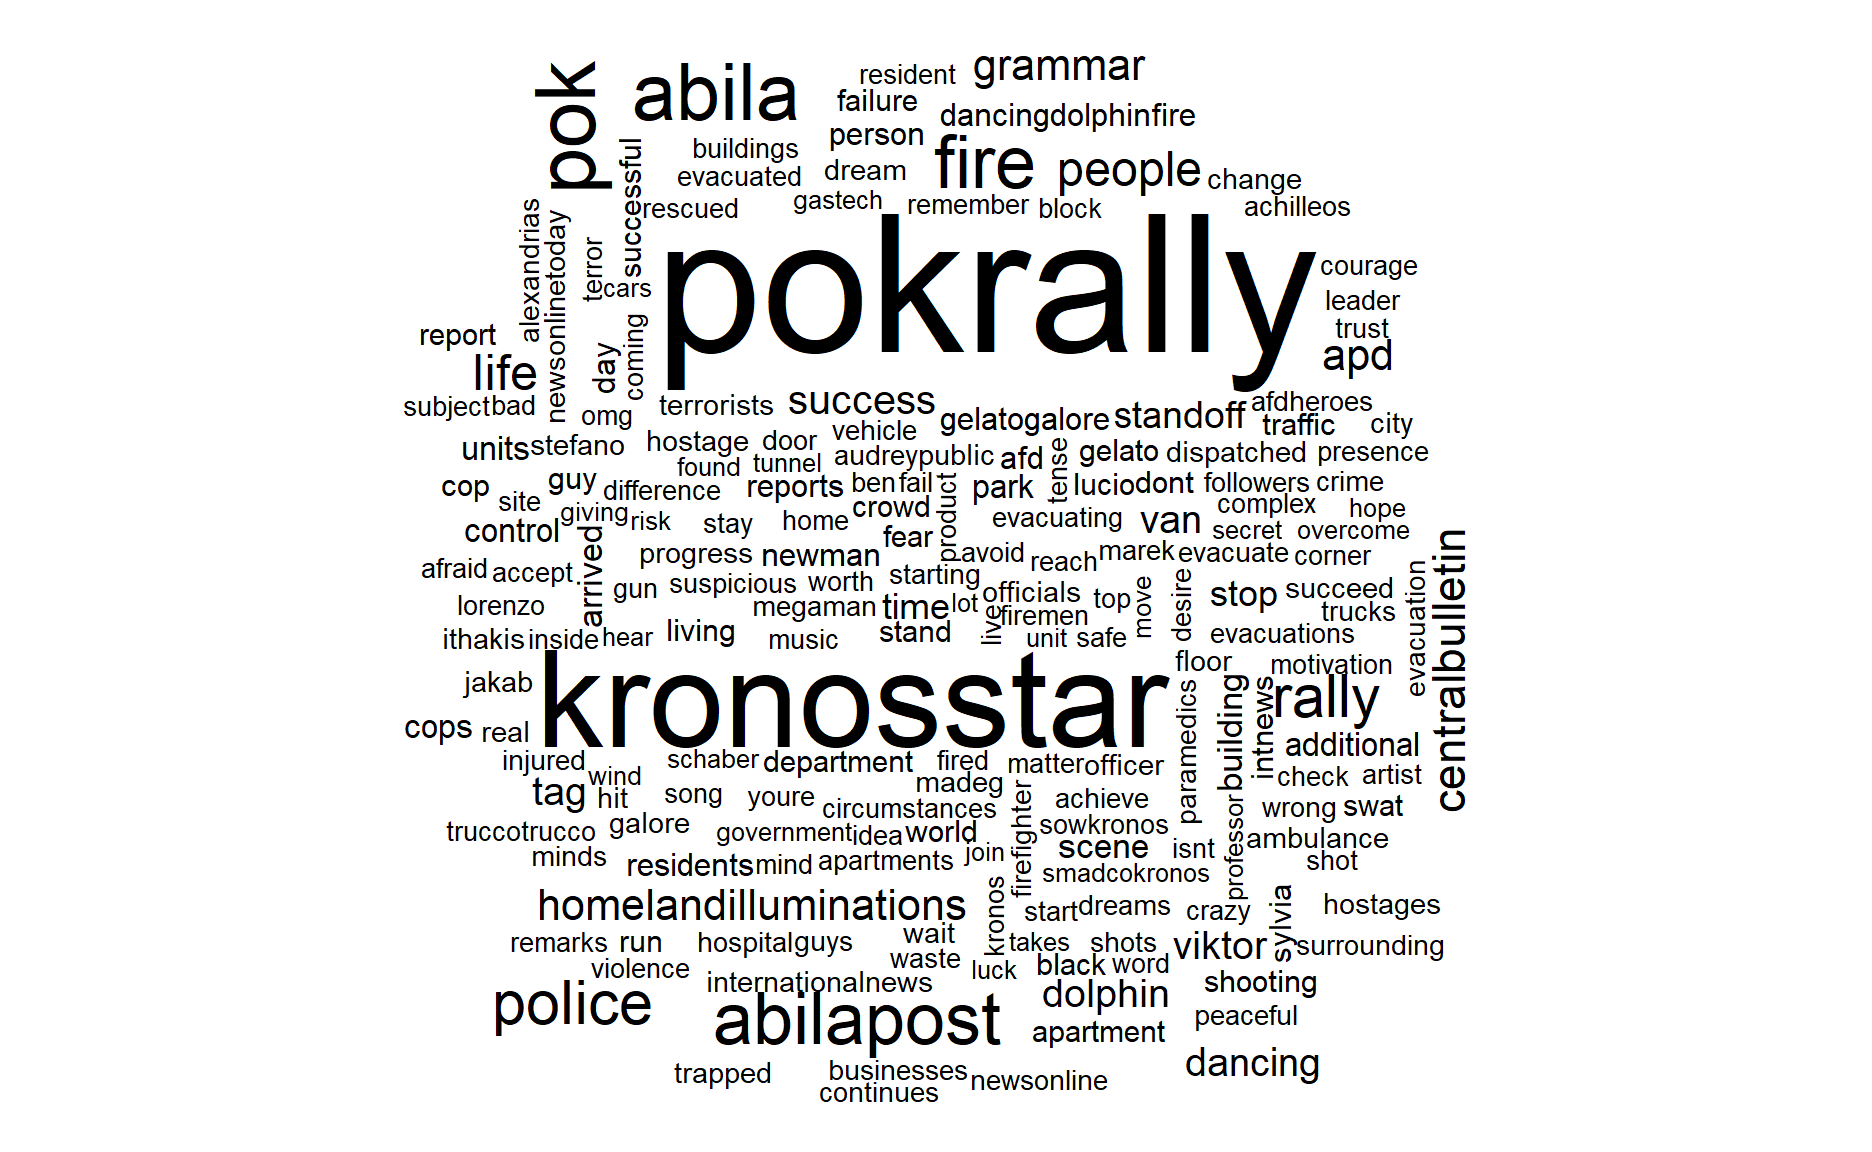 grammar
resident
abila
pok
failure
dancingdolphinfire
person
buildings
fire
people
evacuated
dream
change
successful
rescued
gastech
remember
block
achilleos
alexandrias
newsonlinetoday
terror
cars
pokrally
courage
leader
trust
report
coming
day
apd
life
subject
bad
omg
terrorists
success
gelatogalore
standoff
afdheroes
traffic
city
units
stefano
hostage
door
vehicle
audreypublic
afd
tense
gelato
dispatched
presence
found
tunnel
cop
site
guy
difference
reports
ben
fail
product
park
lucio
dont
followers
crime
giving
risk
stay
home
crowd
evacuating
van
complex
hope
secret
overcome
control
arrived
fear
progress
newman
avoid
reach
marek
evacuate
corner
afraid
accept
gun
suspicious
worth
starting
officials
top
move
desire
stop
succeed
trucks
evacuation
centralbulletin
lorenzo
megaman
time
lot
live
firemen
ithakis
inside
hear
living
music
stand
unit
safe
evacuations
jakab
kronosstar
floor
motivation
rally
cops
real
paramedics
building
intnews
additional
injured
wind
schaber
department
fired
matter
officer
check
artist
tag
hit
song
youre
madeg
circumstances
firefighter
achieve
professor
wrong
swat
truccotrucco
galore
government
idea
world
sowkronos
ambulance
minds
residents
mind
apartments
join
scene
isnt
shot
smadcokronos
homelandilluminations
kronos
start
dreams
crazy
sylvia
hostages
remarks
run
hospital
guys
wait
takes
shots
viktor
surrounding
violence
waste
luck
black
word
internationalnews
dolphin
shooting
police
abilapost
apartment
peaceful
dancing
trapped
businesses
newsonline
continues